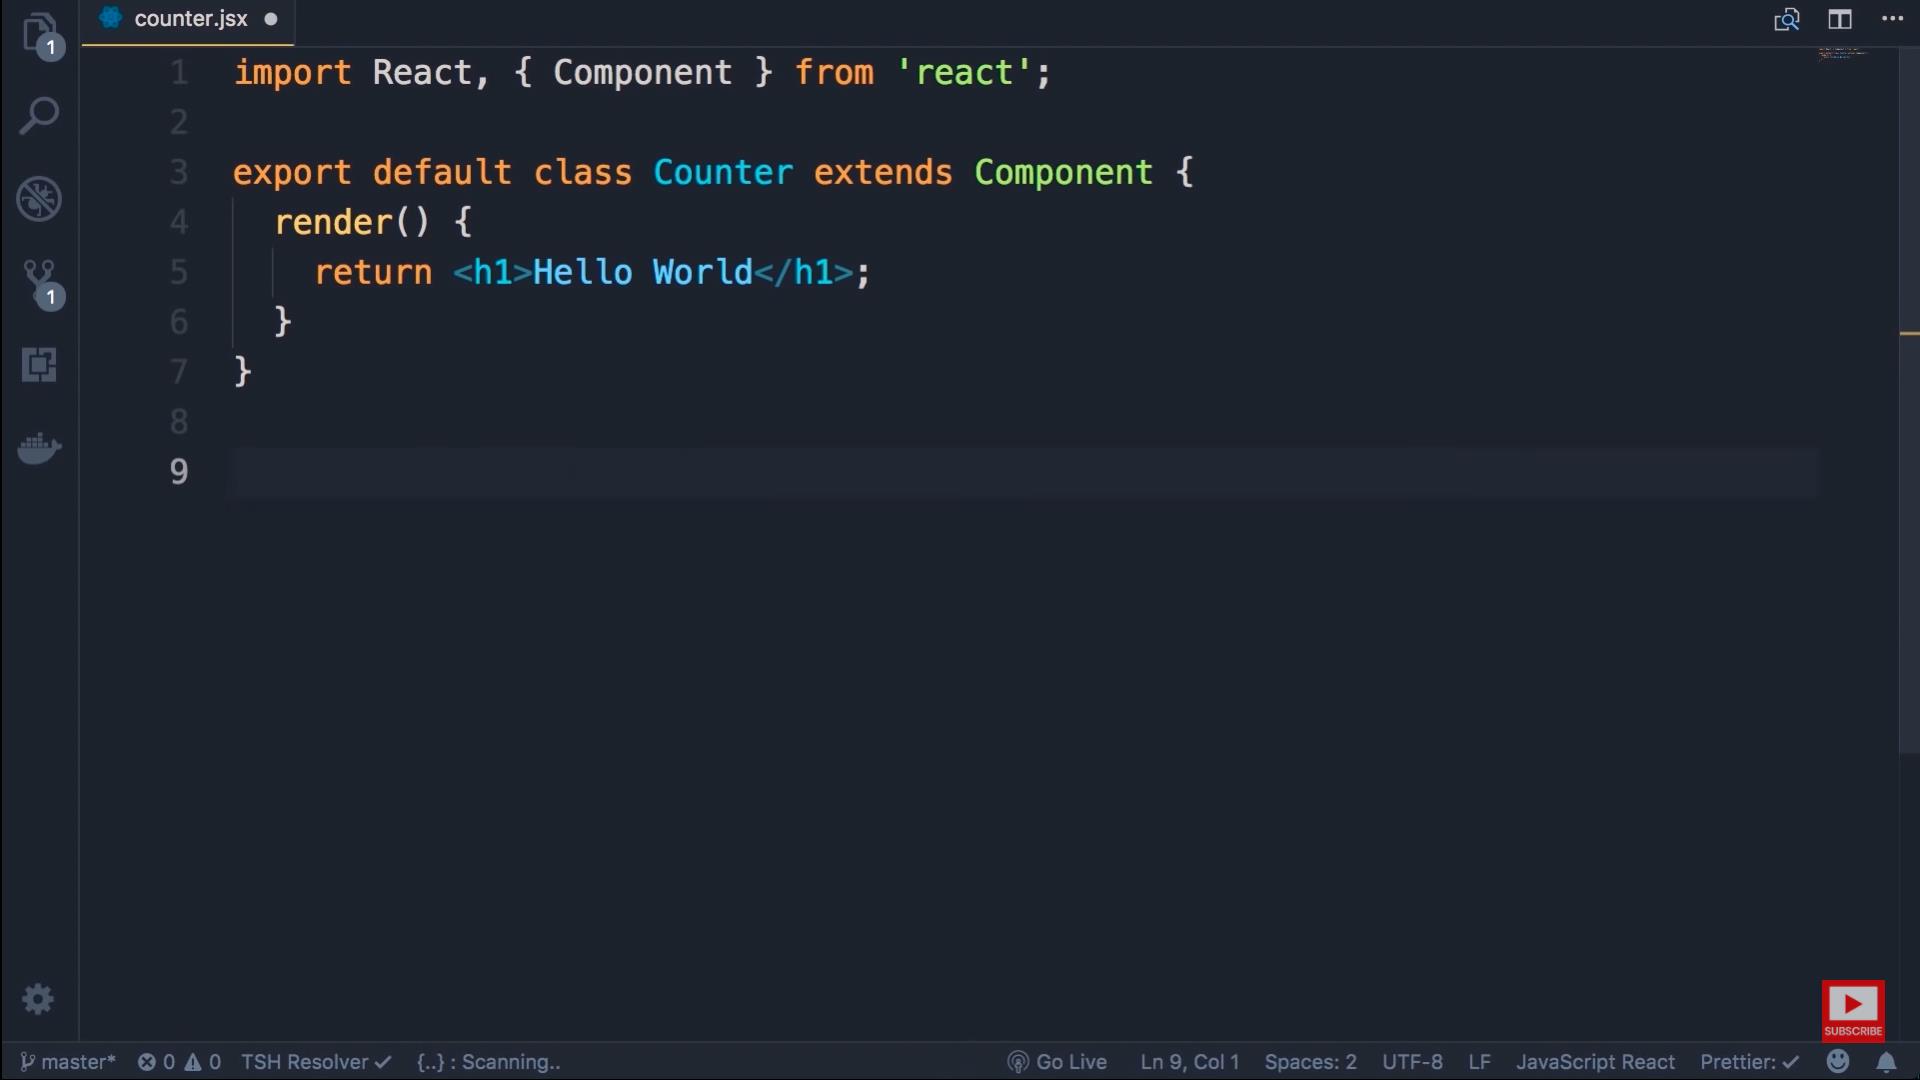 counter.jsx
1
1 import React, { Component } from 'react';
2
3 export default class Counter extends Component {
4 render() {
5 return <h1>Hello World</h1>;
6 }
7 }
8
9
1
SUBSCRIBE
master* 0 0 TSH Resolver ✓ {..} : Scanning.. Go Live Ln 9, Col 1 Spaces: 2 UTF-8 LF JavaScript React Prettier: ✓